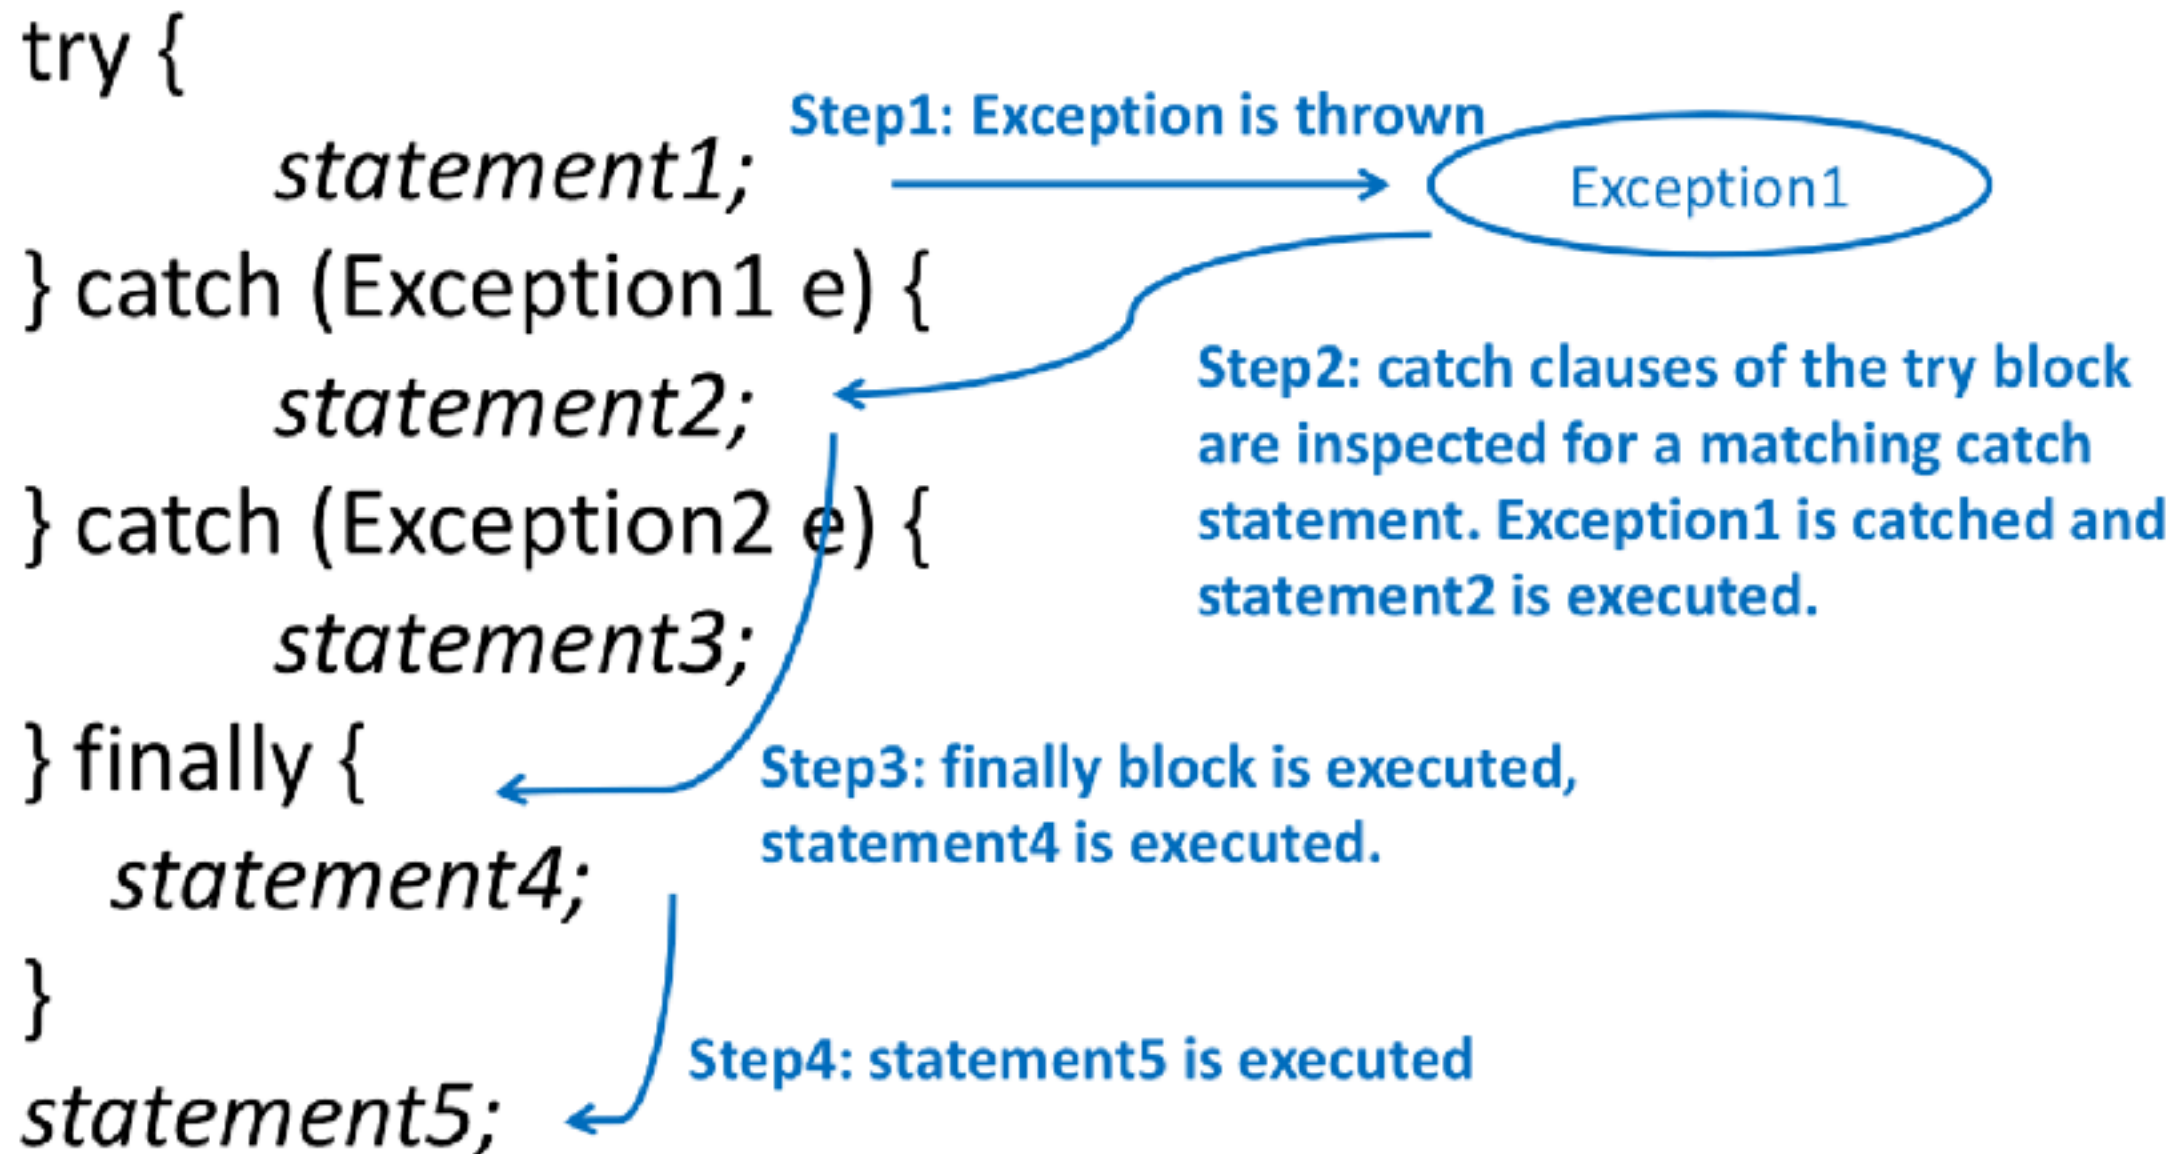 try {
statement1;
Step1: Exception is thrown
Exception1
} catch (Exception1 e) {
statement2;
Step2: catch clauses of the try block
are inspected for a matching catch
statement. Exception1 is catched and
statement2 is executed.
} catch (Exception2 e) {
statement3;
} finally {
Step3: finally block is executed,
statement4 is executed.
statement4;
}
Step4: statement5 is executed
statement5;